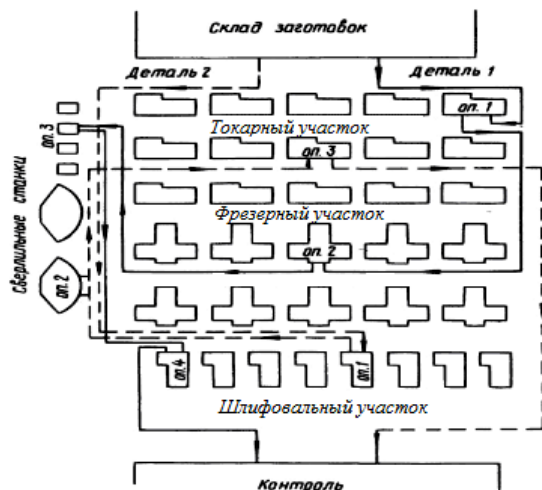 Склад заготовок
Деталь 2
Деталь 1
оп. 1
оп. 3
Токарный участок
оп. 3
Фрезерный участок
Сверлильные станки
оп. 2
оп. 2
оп. 4
оп. 1
Шлифовальный участок
Контроль